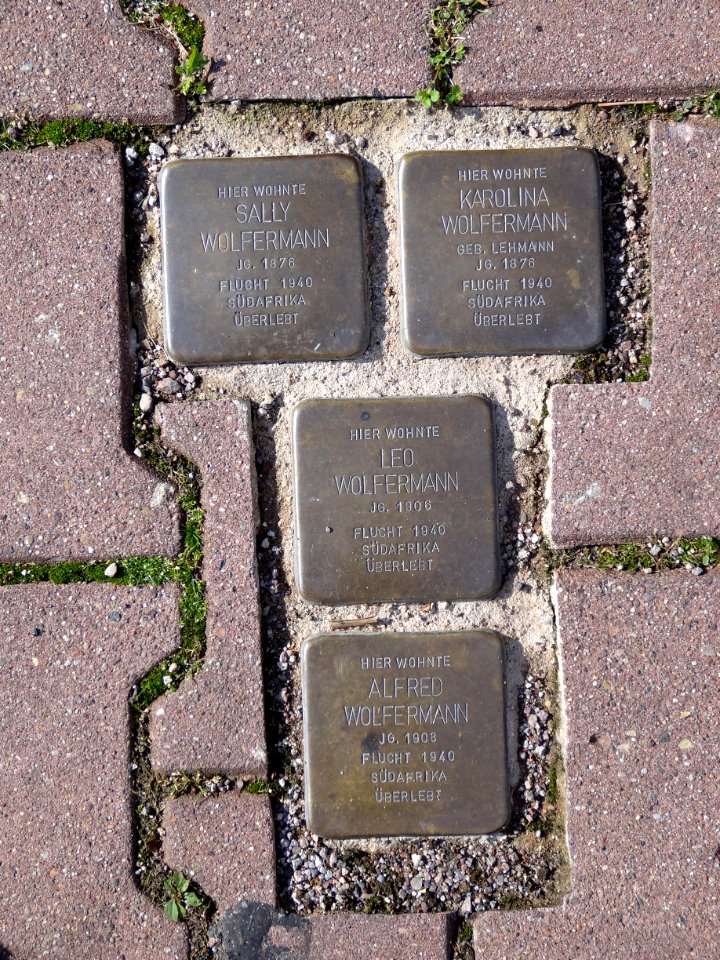 HIER WOHNTE
SALLY
WOLFERMANN
JG. 1876
FLUCHT 1940
SÜDAFRIKA
ÜBERLEBT
HIER WOHNTE
KAROLINA
WOLFERMANN
GEB. LEHMANN
JG. 1876
FLUCHT 1940
SÜDAFRIKA
ÜBERLEBT
HIER WOHNTE
LEO
WOLFERMANN
JG. 1906
FLUCHT 1940
SÜDAFRIKA
ÜBERLEBT
HIER WOHNTE
ALFRED
WOLFERMANN
JG. 1908
FLUCHT 1940
SÜDAFRIKA
ÜBERLEBT